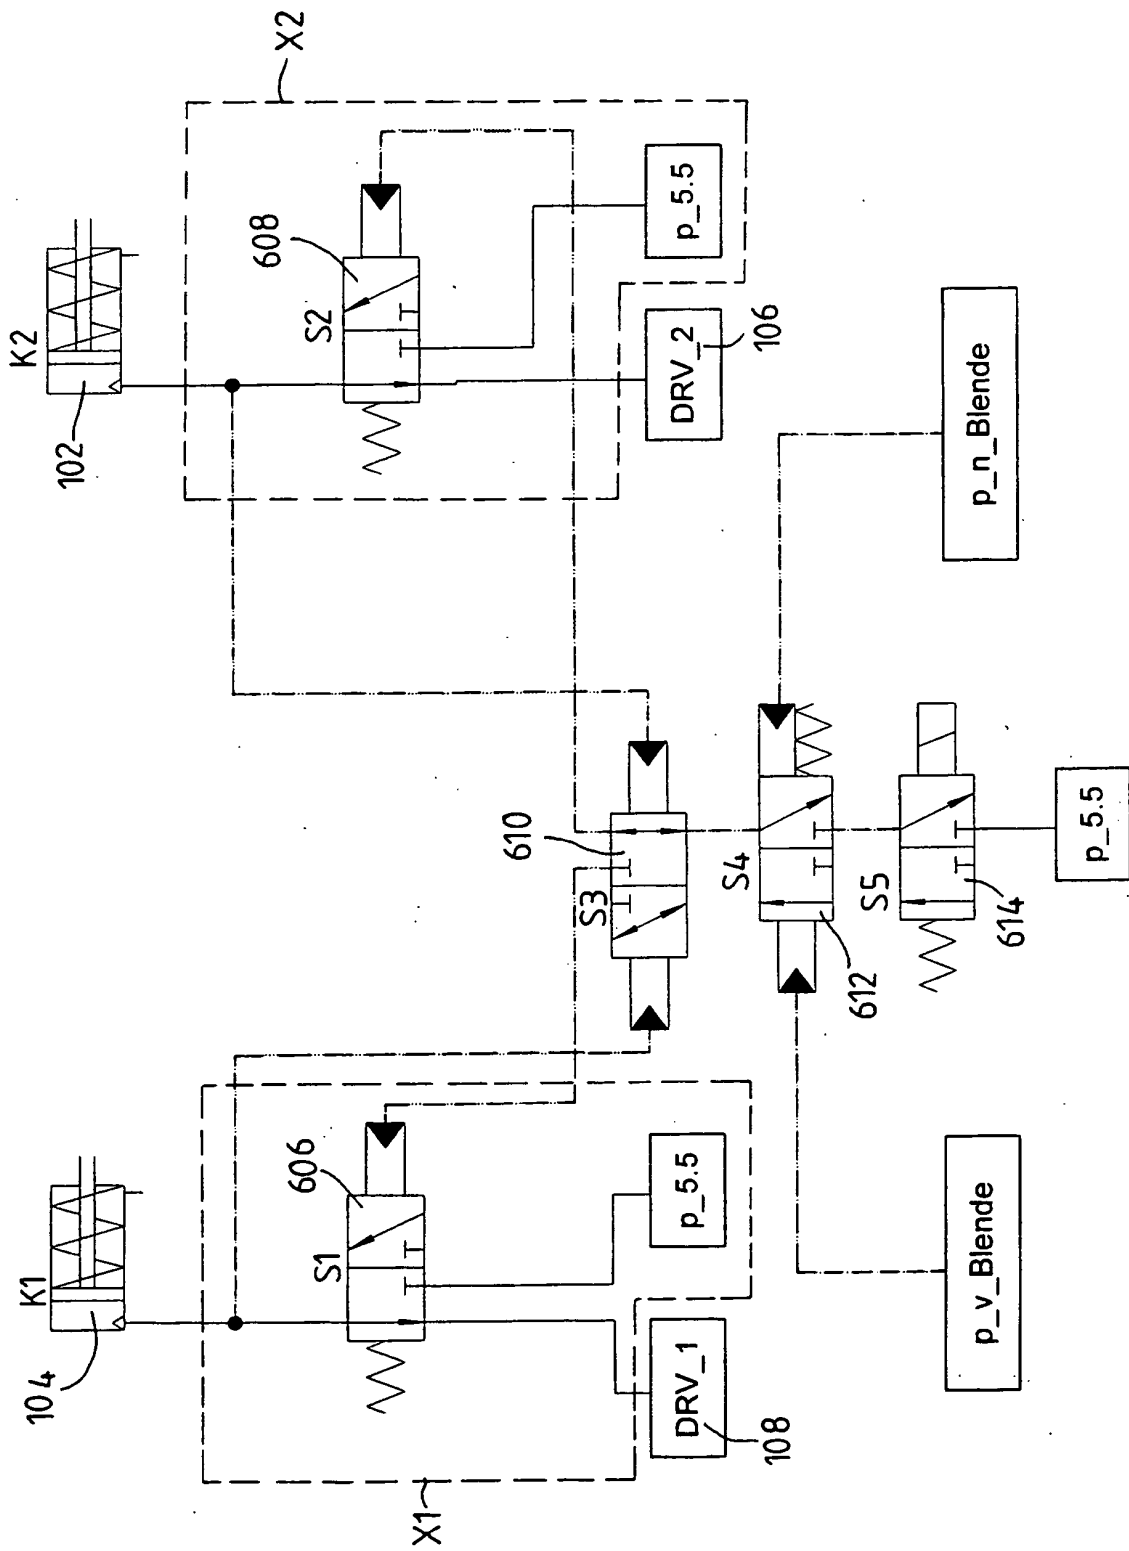 K1
104
X1
S1
606
p_5.5
DRV_1
108
K2
102
X2
S2
608
p_5.5
DRV_2
106
S3
610
S4
612
S5
614
p_5.5
p_v_Blende
p_n_Blende